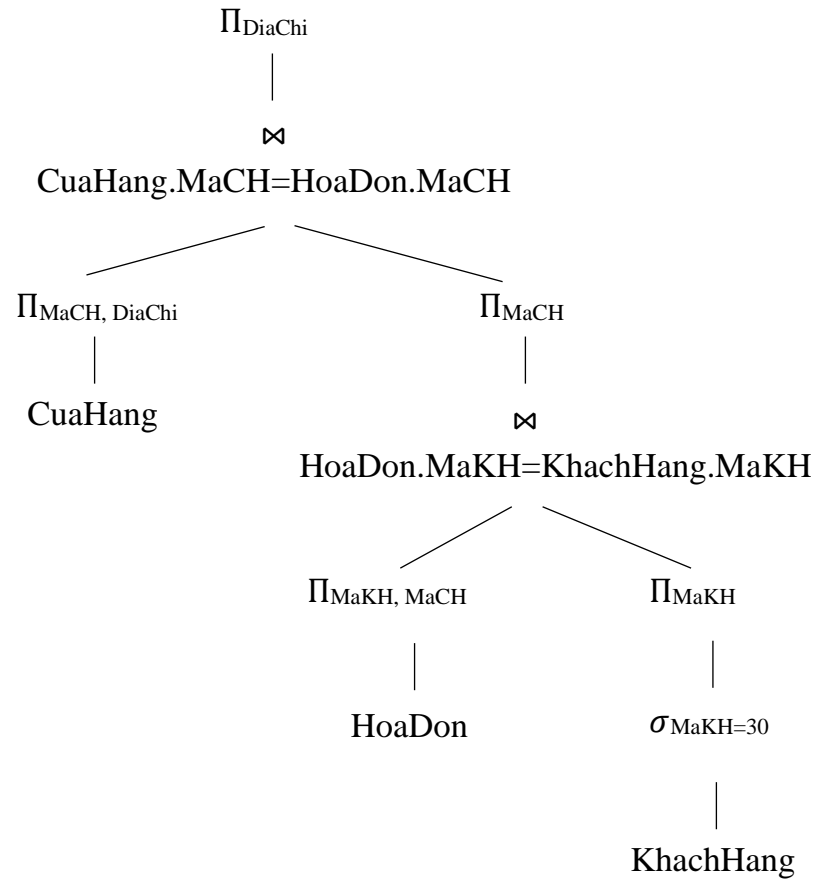 ΠDiaChi
⋈
CuaHang.MaCH=HoaDon.MaCH
ΠMaCH, DiaChi
ΠMaCH
CuaHang
⋈
HoaDon.MaKH=KhachHang.MaKH
ΠMaKH, MaCH
ΠMaKH
HoaDon
σMaKH=30
KhachHang